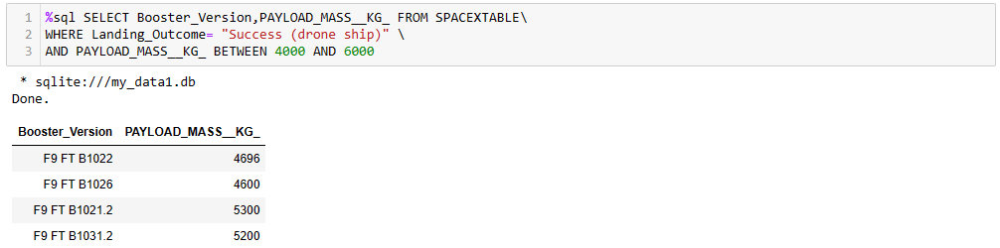 1 %sql SELECT Booster_Version,PAYLOAD_MASS__KG_ FROM SPACEXTABLE\
2 WHERE Landing_Outcome= "Success (drone ship)" \
3 AND PAYLOAD_MASS__KG_ BETWEEN 4000 AND 6000
* sqlite:///my_data1.db
Done.
Booster_Version PAYLOAD_MASS__KG_
F9 FT B1022 4696
F9 FT B1026 4600
F9 FT B1021.2 5300
F9 FT B1031.2 5200